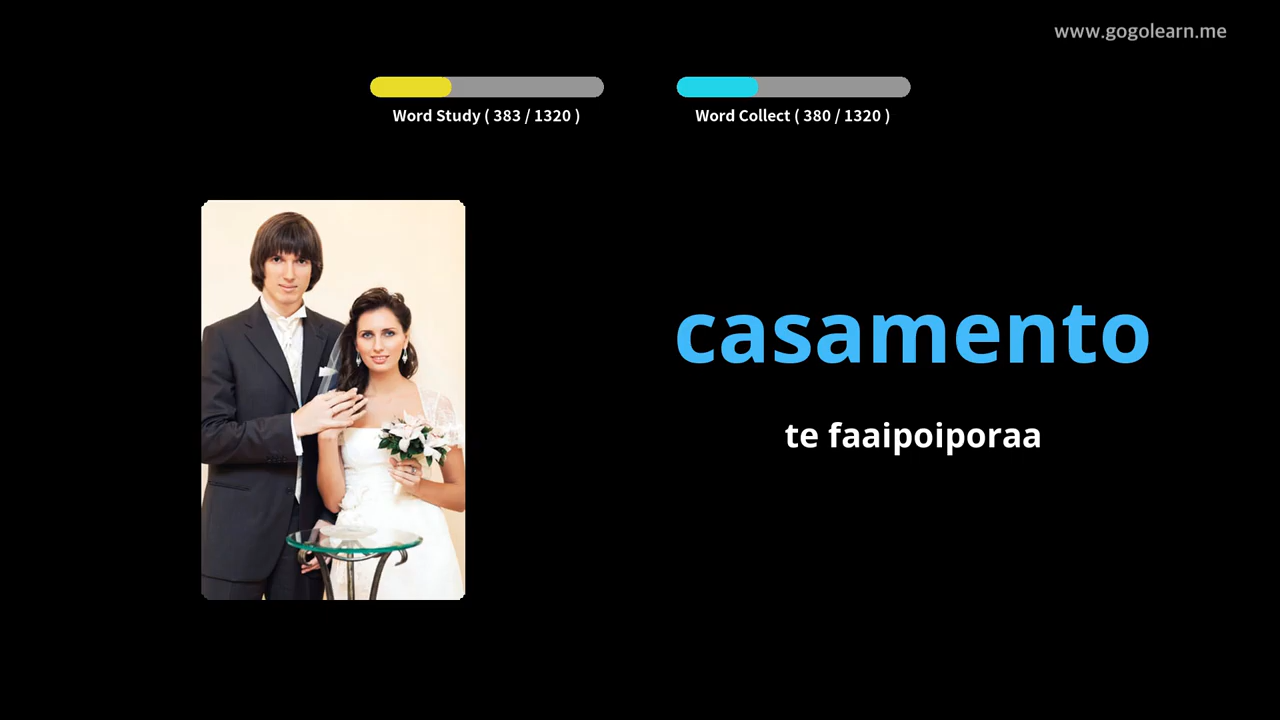 www.gogolearn.me
Word Study ( 383 / 1320 )
Word Collect ( 380 / 1320 )
casamento
te faaipoiporaa